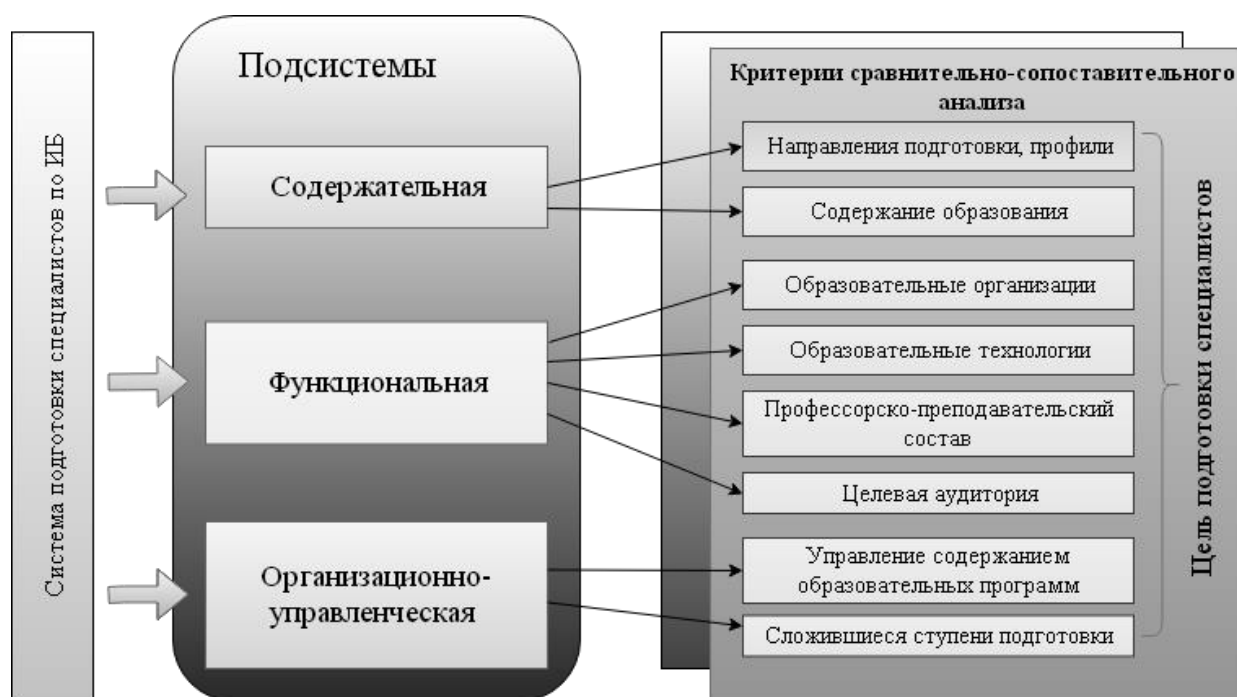 Система подготовки специалистов по ИБ
Подсистемы
Содержательная
Функциональная
Организационно-
управленческая
Критерии сравнительно-сопоставительного
анализа
Направления подготовки, профили
Содержание образования
Образовательные организации
Образовательные технологии
Профессорско-преподавательский
состав
Целевая аудитория
Управление содержанием
образовательных программ
Сложившиеся ступени подготовки
Цель подготовки специалистов